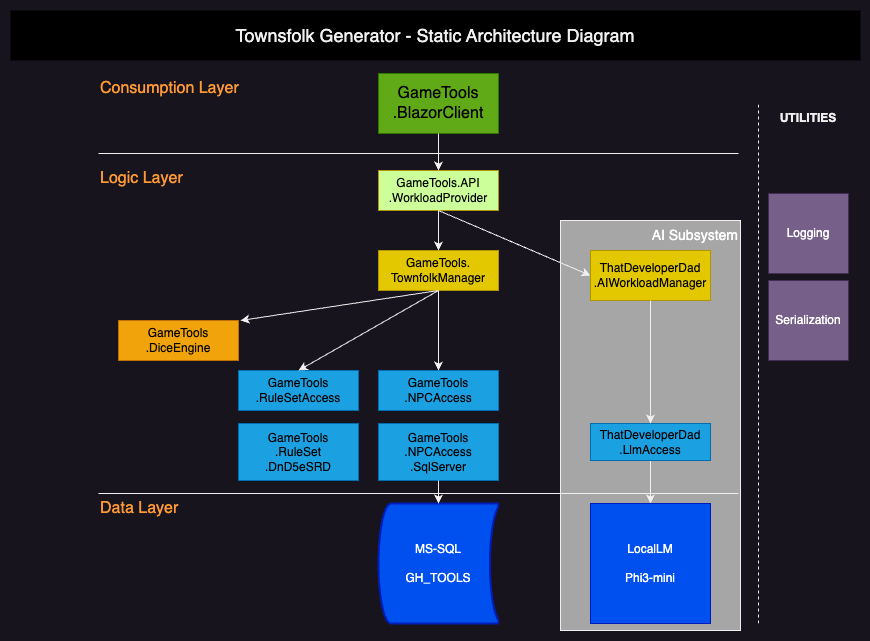 Townsfolk Generator - Static Architecture Diagram
Consumption Layer
GameTools
.BlazorClient
UTILITIES
Logic Layer
GameTools.API
.WorkloadProvider
AI Subsystem
Logging
GameTools.
TownfolkManager
ThatDeveloperDad
.AIWorkloadManager
Serialization
GameTools
.DiceEngine
GameTools
.RuleSetAccess
GameTools
.NPCAccess
GameTools
.RuleSet
.DnD5eSRD
GameTools
.NPCAccess
.SqlServer
ThatDeveloperDad
.LlmAccess
Data Layer
MS-SQL
GH_TOOLS
LocalLM
Phi3-mini